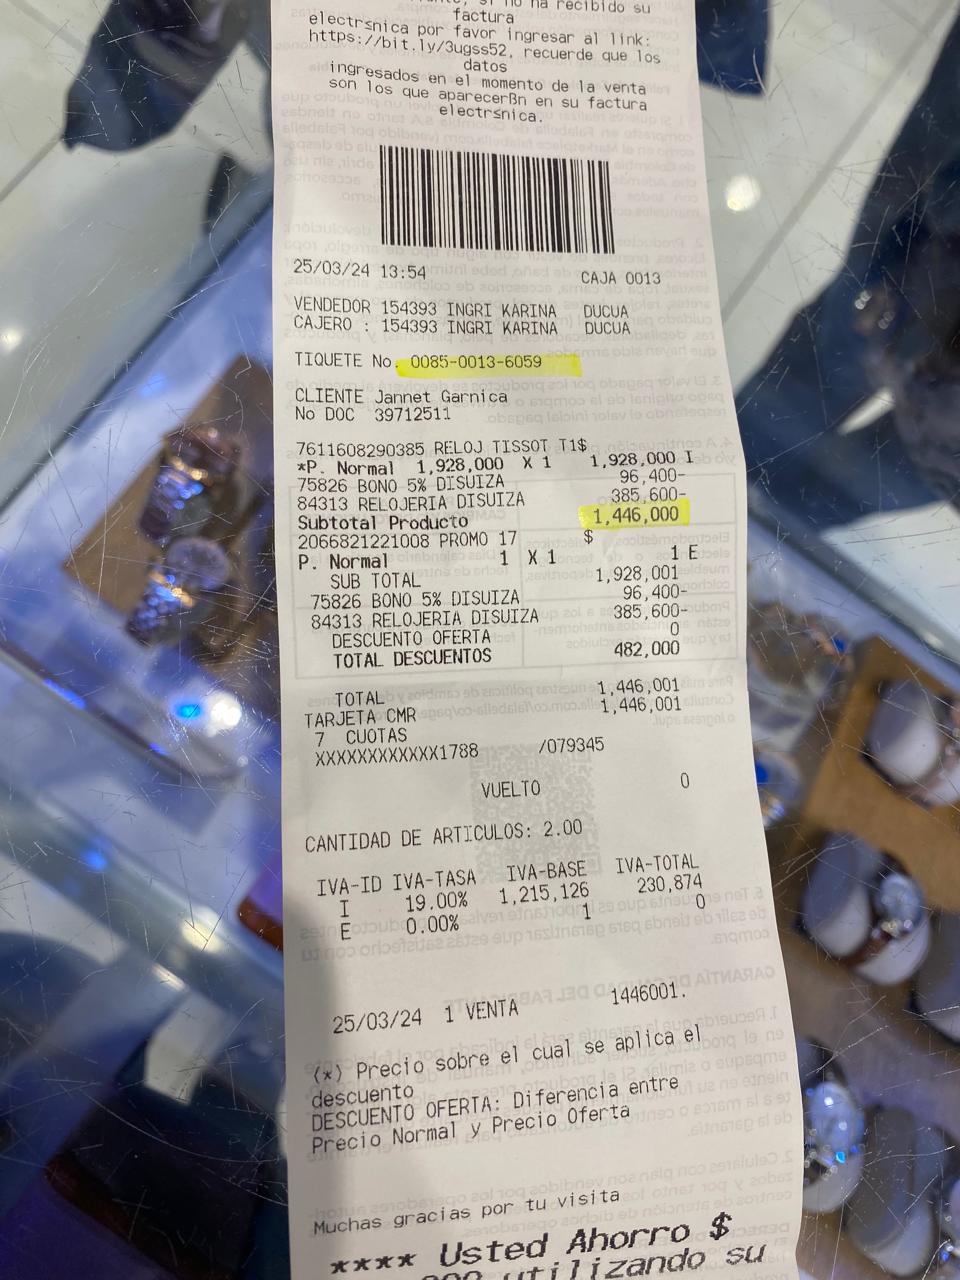 si no ha recibido su
factura
electr≤nica por favor ingresar al link:
https://bit.ly/3ugss52, recuerde que los
datos
ingresados en el momento de la venta
son los que aparecerßn en su factura
electr≤nica.
25/03/24 13:54 CAJA 0013
VENDEDOR 154393 INGRI KARINA DUCUA
CAJERO : 154393 INGRI KARINA DUCUA
TIQUETE No. 0085-0013-6059
CLIENTE Jannet Garnica
No DOC 39712511
7611608290385 RELOJ TISSOT T1$
*P. Normal 1,928,000 X 1 1,928,000 I
75826 BONO 5% DISUIZA 96,400-
84313 RELOJERIA DISUIZA 385,600-
Subtotal Producto 1,446,000
2066821221008 PROMO 17 $
P. Normal 1 X 1 1 E
SUB TOTAL 1,928,001
75826 BONO 5% DISUIZA 96,400-
84313 RELOJERIA DISUIZA 385,600-
DESCUENTO OFERTA 0
TOTAL DESCUENTOS 482,000
TOTAL 1,446,001
TARJETA CMR 1,446,001
7 CUOTAS
XXXXXXXXXXXX1788 /079345
VUELTO 0
CANTIDAD DE ARTICULOS: 2.00
IVA-ID IVA-TASA IVA-BASE IVA-TOTAL
I 19.00% 1,215,126 230,874
E 0.00% 1 0
25/03/24 1 VENTA 1446001.
(*) Precio sobre el cual se aplica el
descuento
DESCUENTO OFERTA: Diferencia entre
Precio Normal y Precio Oferta
Muchas gracias por tu visita
**** Usted Ahorro $
utilizando su